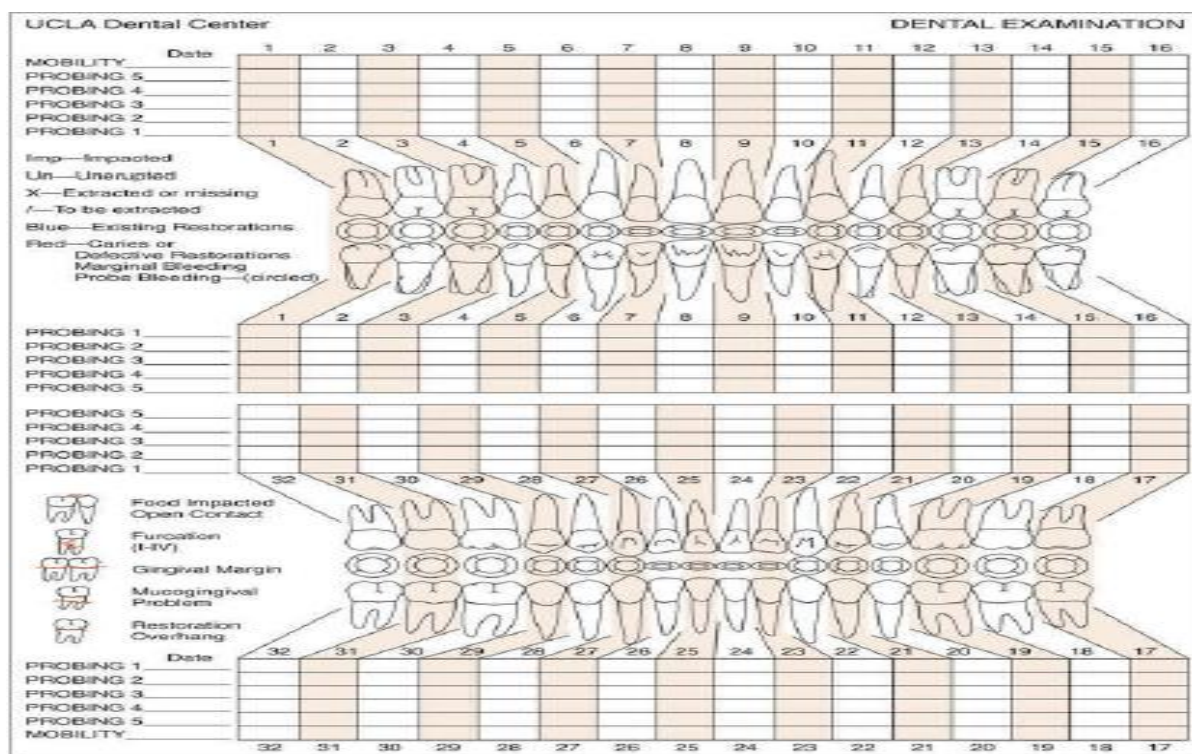 UCLA Dental Center DENTAL EXAMINATION
Date 1 2 3 4 5 6 7 8 9 10 11 12 13 14 15 16
MOBILITY
PROBING 5
PROBING 4
PROBING 3
PROBING 2
PROBING 1
1 2 3 4 5 6 7 8 9 10 11 12 13 14 15 16
Imp—Impacted
Un—Unerupted
X—Extracted or missing
/—To be extracted
Blue—Existing Restorations
Red—Caries or
Defective Restorations
Marginal Bleeding
Probe Bleeding—(circled)
1 2 3 4 5 6 7 8 9 10 11 12 13 14 15 16
PROBING 1
PROBING 2
PROBING 3
PROBING 4
PROBING 5
PROBING 5
PROBING 4
PROBING 3
PROBING 2
PROBING 1
32 31 30 29 28 27 26 25 24 23 22 21 20 19 18 17
Food Impacted
Open Contact
Furcation
(I-IV)
Gingival Margin
Mucogingival
Problem
Restoration
Overhang
Date
32 31 30 29 28 27 26 25 24 23 22 21 20 19 18 17
PROBING 1
PROBING 2
PROBING 3
PROBING 4
PROBING 5
MOBILITY
32 31 30 29 28 27 26 25 24 23 22 21 20 19 18 17